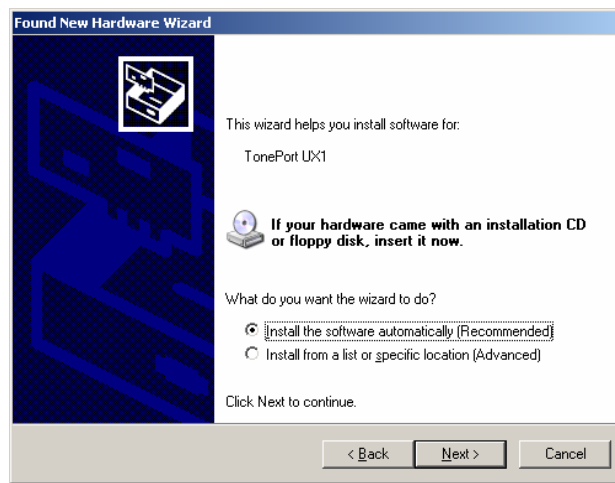 Found New Hardware Wizard
This wizard helps you install software for:
TonePort UX1
If your hardware came with an installation CD
or floppy disk, insert it now.
What do you want the wizard to do?
Install the software automatically (Recommended)
Install from a list or specific location (Advanced)
Click Next to continue.
< Back
Next >
Cancel